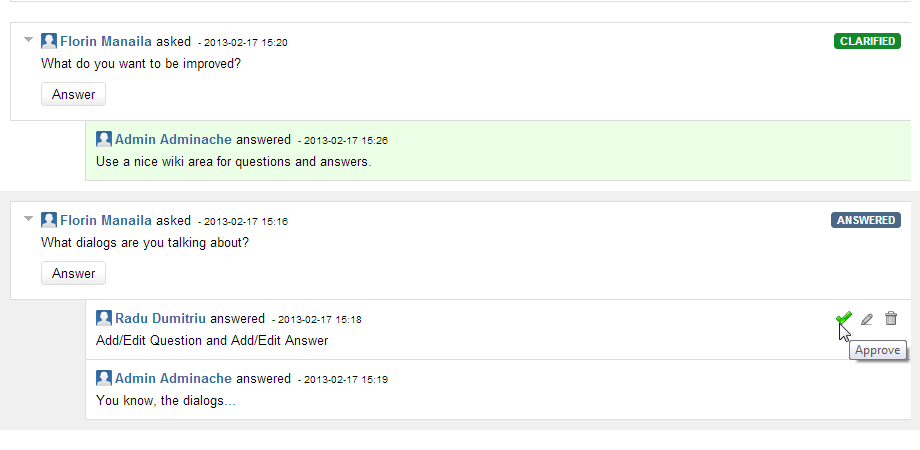 Florin Manaila asked - 2013-02-17 15:20 CLARIFIED
What do you want to be improved?
Answer
Admin Adminache answered - 2013-02-17 15:26
Use a nice wiki area for questions and answers.
Florin Manaila asked - 2013-02-17 15:16 ANSWERED
What dialogs are you talking about?
Answer
Radu Dumitriu answered - 2013-02-17 15:18
Add/Edit Question and Add/Edit Answer
Approve
Admin Adminache answered - 2013-02-17 15:19
You know, the dialogs...